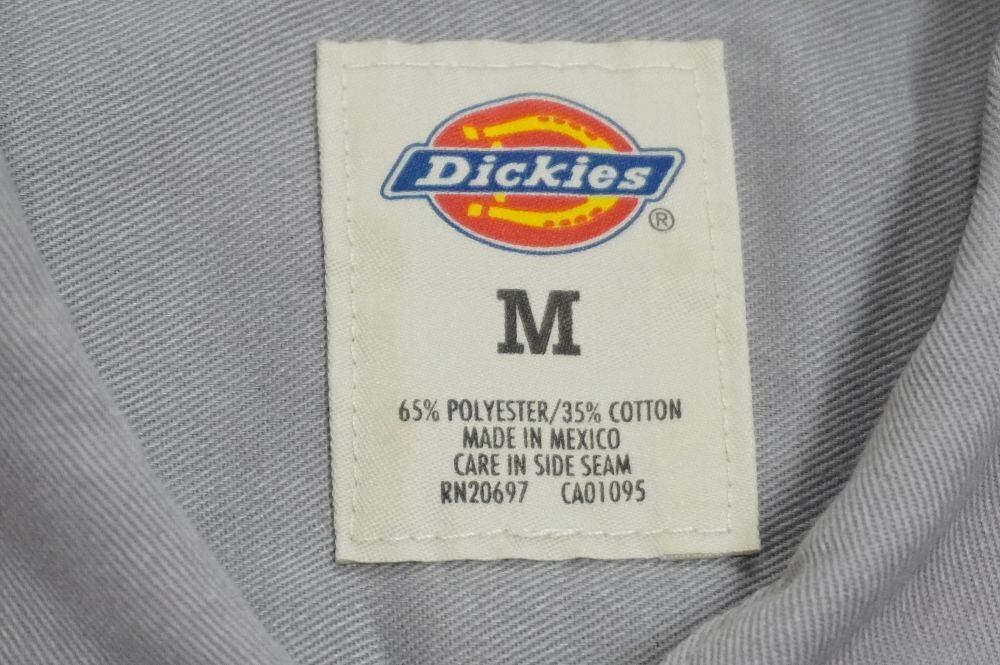 Dickies
®
M
65% POLYESTER/35% COTTON
MADE IN MEXICO
CARE IN SIDE SEAM
RN20697 CA01095